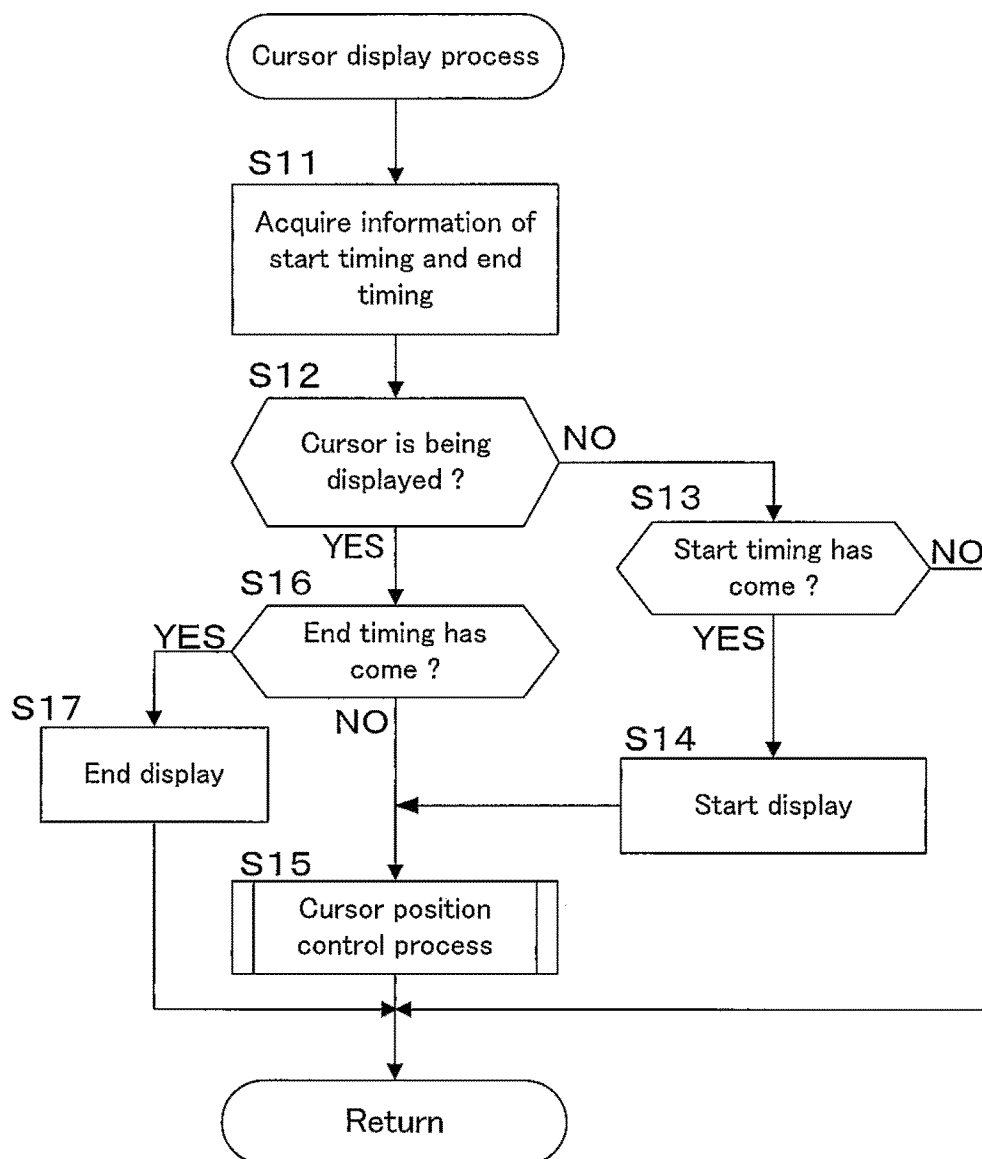 Cursor display process
S11
Acquire information of
start timing and end
timing
S12
Cursor is being
displayed ?
NO
YES
S13
Start timing has
come ?
NO
YES
S16
End timing has
come ?
YES
NO
S17
End display
S14
Start display
S15
Cursor position
control process
Return